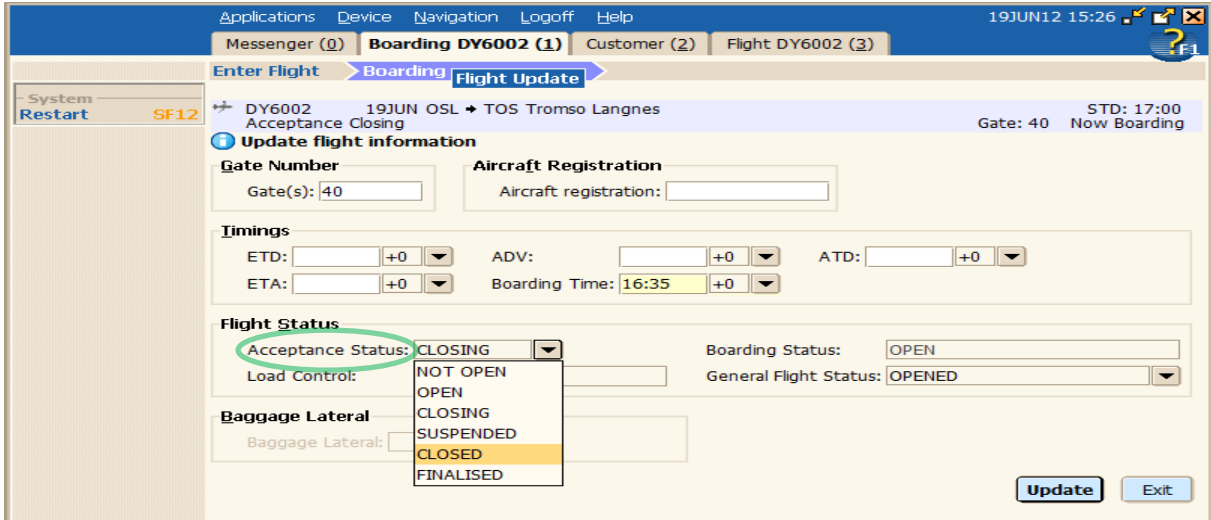 Applications Device Navigation Logoff Help 19JUN12 15:26
Messenger (0) Boarding DY6002 (1) Customer (2) Flight DY6002 (3)
?F1
Enter Flight Boarding Flight Update
System
Restart SF12
DY6002 19JUN OSL → TOS Tromso Langnes STD: 17:00
Acceptance Closing Gate: 40 Now Boarding
Update flight information
Gate Number Aircraft Registration
Gate(s): 40 Aircraft registration:
Timings
ETD: +0 ADV: +0 ATD: +0
ETA: +0 Boarding Time: 16:35 +0
Flight Status
Acceptance Status: CLOSING Boarding Status: OPEN
Load Control: General Flight Status: OPENED
NOT OPEN
OPEN
CLOSING
SUSPENDED
CLOSED
FINALISED
Baggage Lateral
Baggage Lateral:
Update Exit